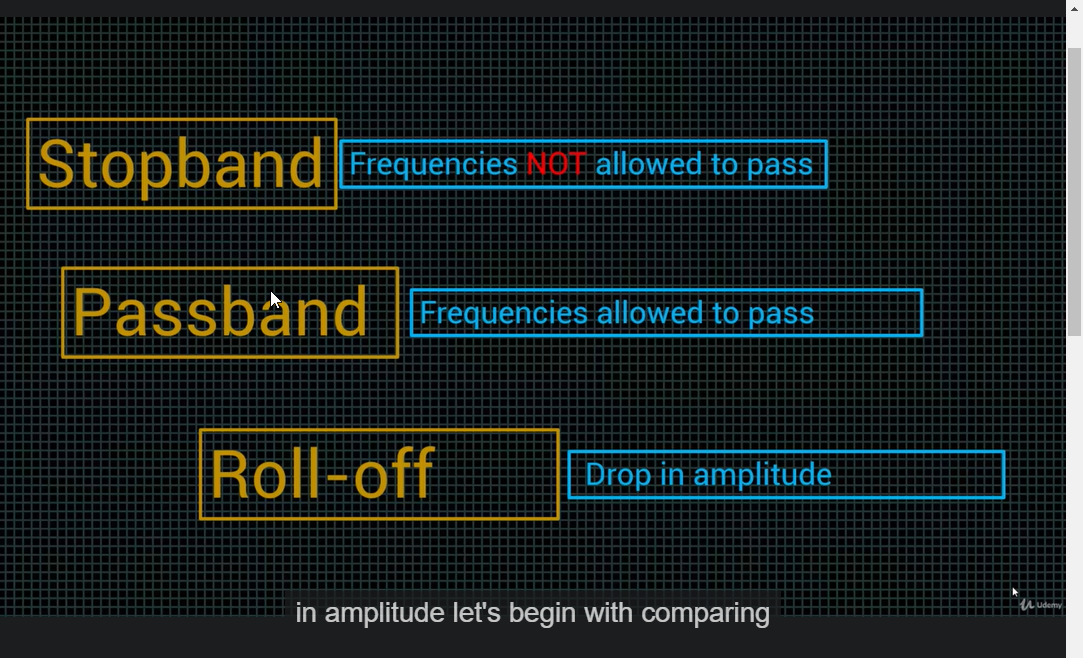 Stopband
Frequencies NOT allowed to pass
Passband
Frequencies allowed to pass
Roll-off
Drop in amplitude
in amplitude let's begin with comparing
Udemy